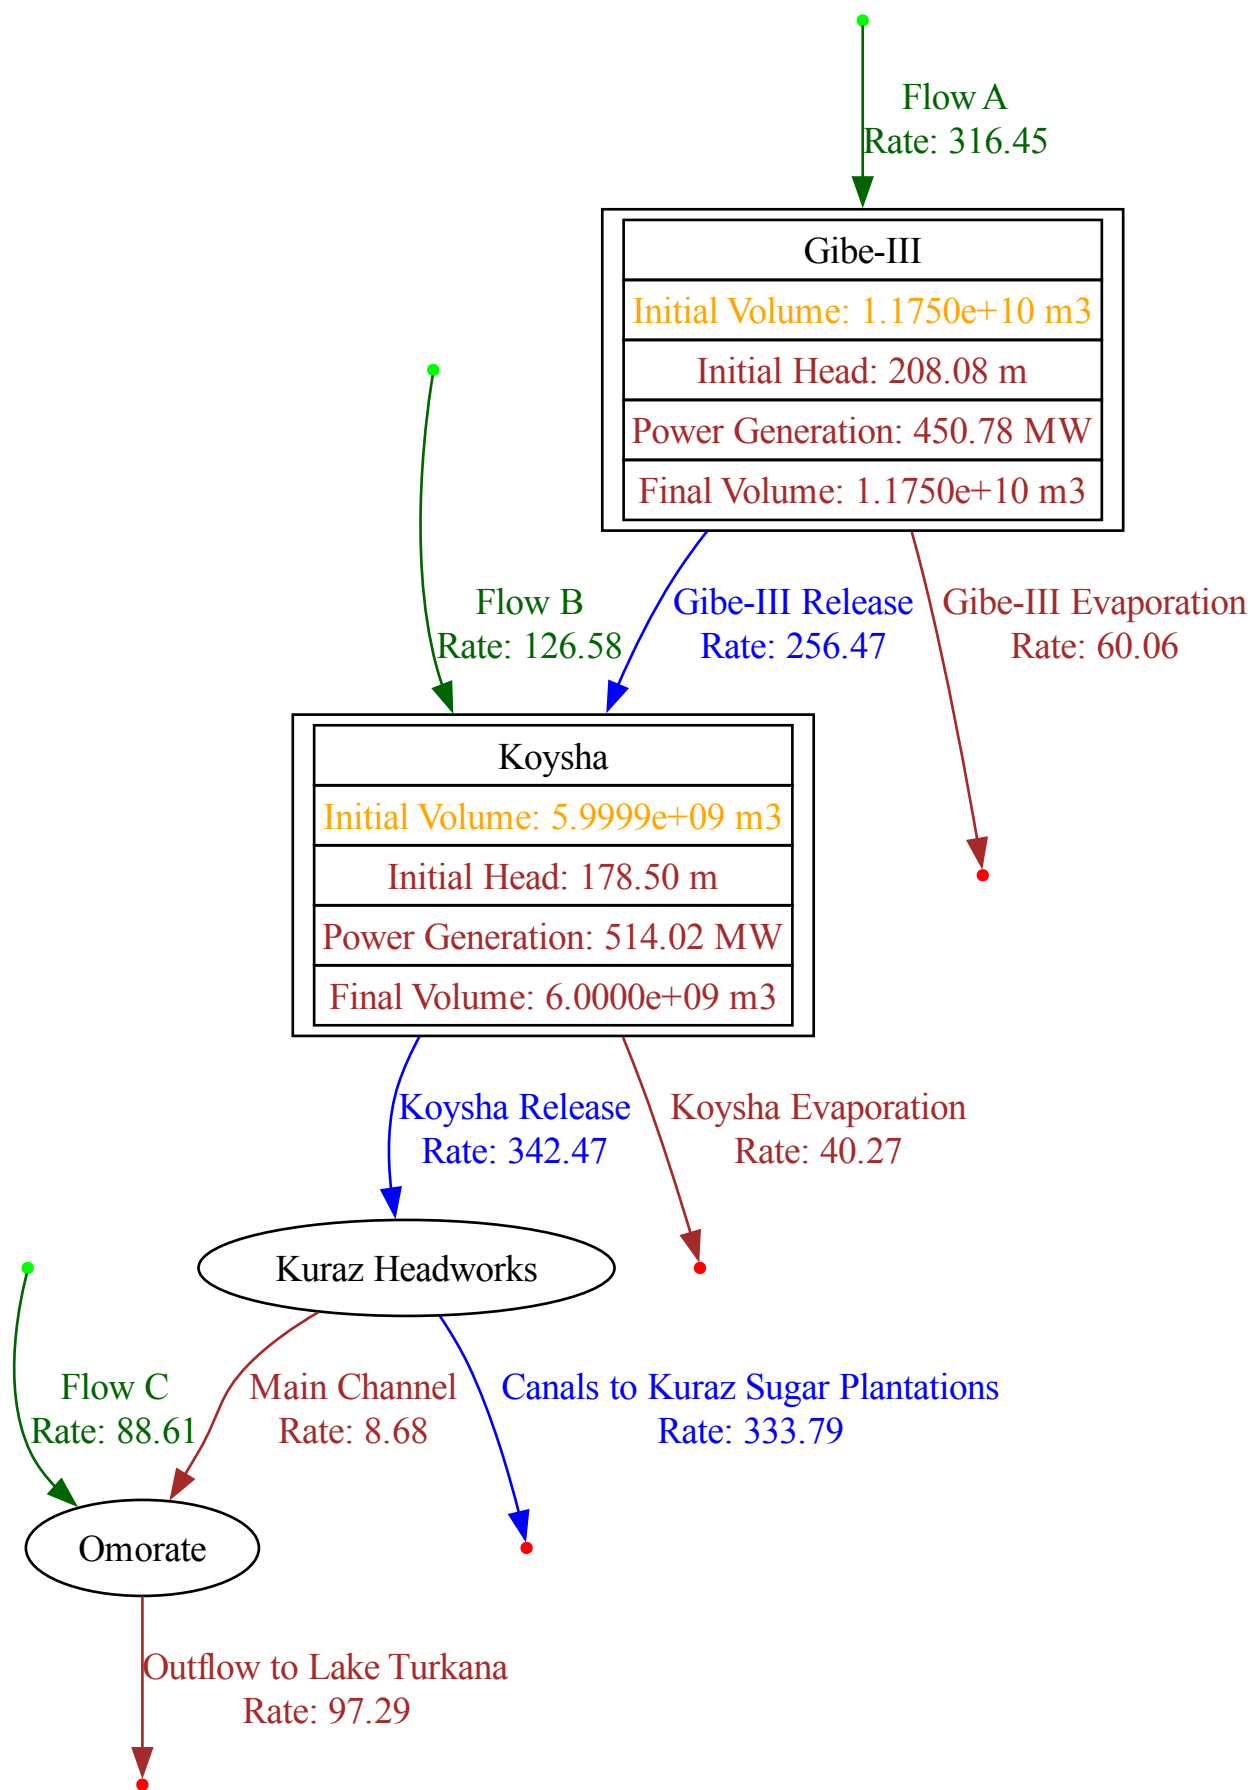 Flow A
Rate: 316.45
Gibe-III
Initial Volume: 1.1750e+10 m3
Initial Head: 208.08 m
Power Generation: 450.78 MW
Final Volume: 1.1750e+10 m3
Flow B
Rate: 126.58
Gibe-III Release
Rate: 256.47
Gibe-III Evaporation
Rate: 60.06
Koysha
Initial Volume: 5.9999e+09 m3
Initial Head: 178.50 m
Power Generation: 514.02 MW
Final Volume: 6.0000e+09 m3
Koysha Release
Rate: 342.47
Koysha Evaporation
Rate: 40.27
Kuraz Headworks
Flow C
Rate: 88.61
Main Channel
Rate: 8.68
Canals to Kuraz Sugar Plantations
Rate: 333.79
Omorate
Outflow to Lake Turkana
Rate: 97.29